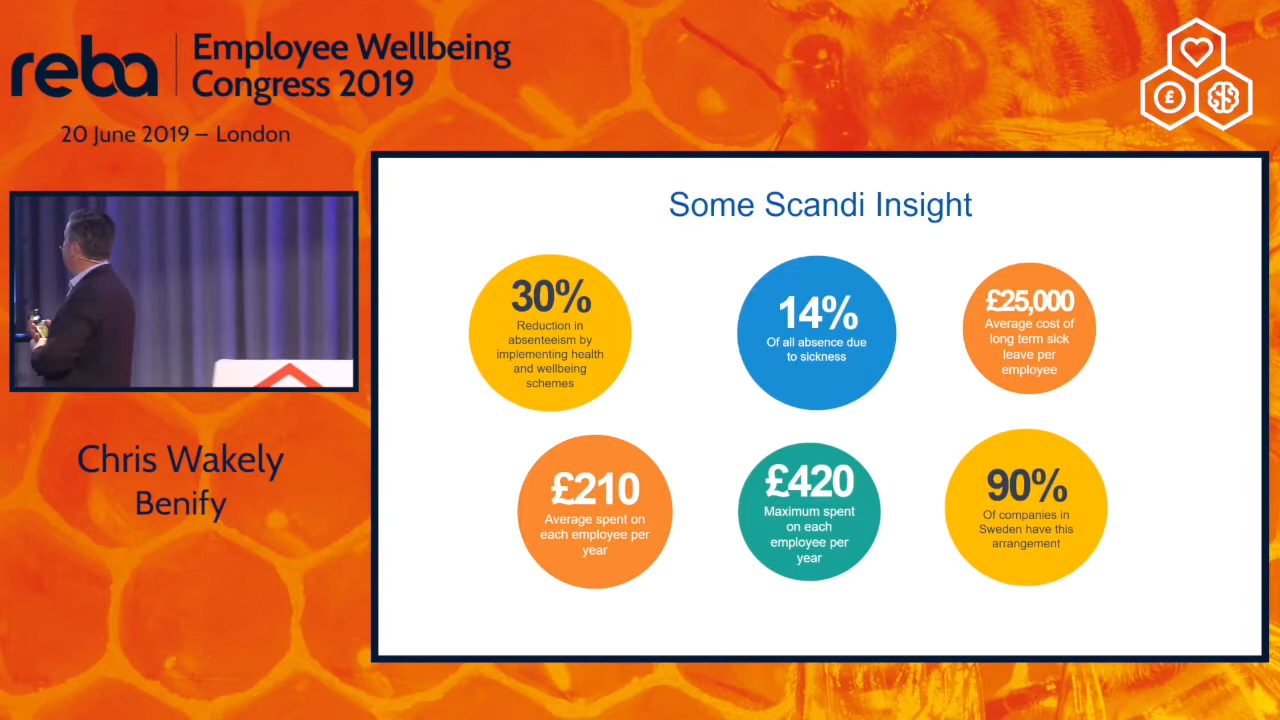 reba
Employee Wellbeing
Congress 2019
20 June 2019 – London
£
Some Scandi Insight
30%
Reduction in
absenteeism by
implementing health
and wellbeing
schemes
14%
Of all absence due
to sickness
£25,000
Average cost of
long term sick
leave per
employee
£210
Average spent on
each employee per
year
£420
Maximum spent
on each
employee per
year
90%
Of companies in
Sweden have this
arrangement
Chris Wakely
Benify